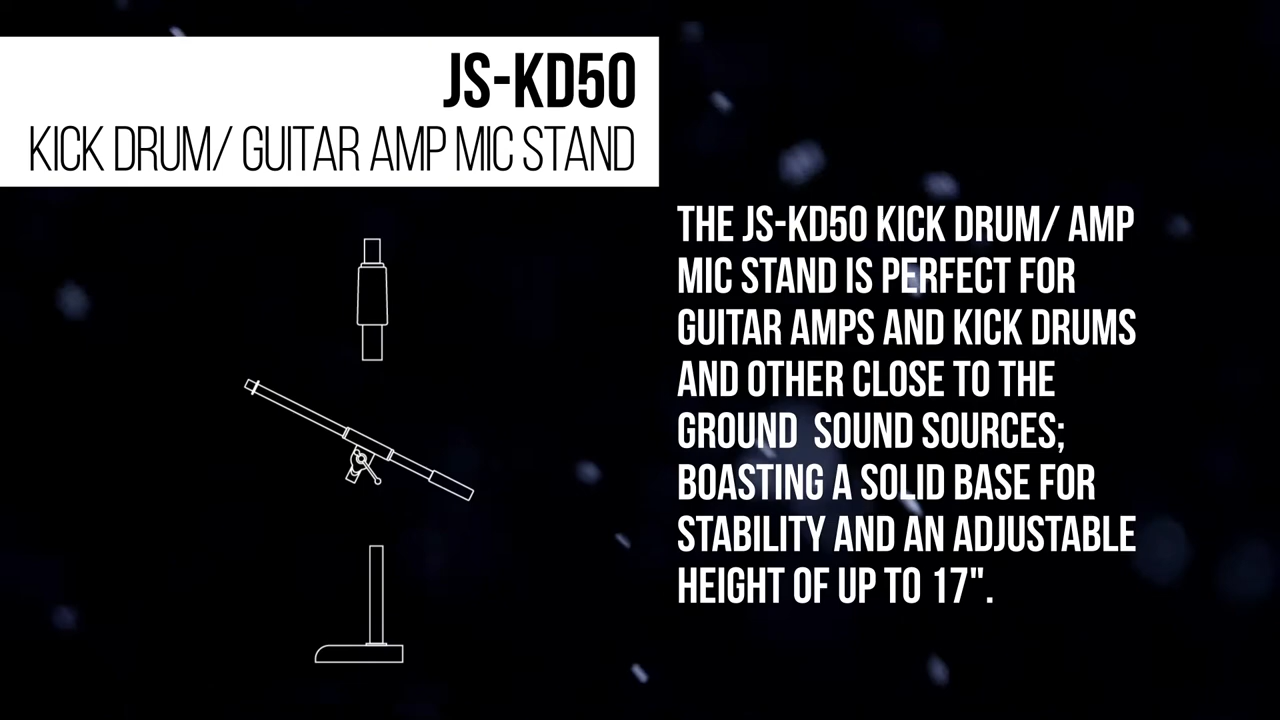 JS-KD50
KICK DRUM/ GUITAR AMP MIC STAND
THE JS-KD50 KICK DRUM/ AMP
MIC STAND IS PERFECT FOR
GUITAR AMPS AND KICK DRUMS
AND OTHER CLOSE TO THE
GROUND  SOUND SOURCES;
BOASTING A SOLID BASE FOR
STABILITY AND AN ADJUSTABLE
HEIGHT OF UP TO 17".